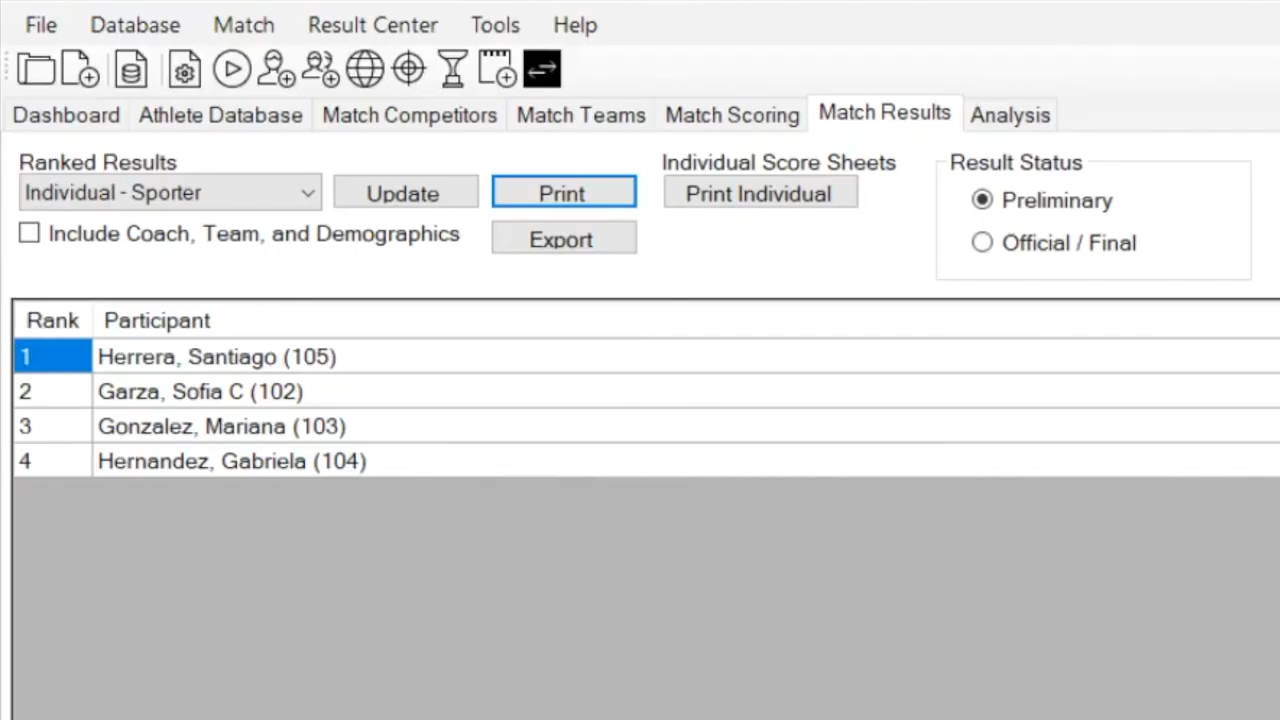 File Database Match Result Center Tools Help
Dashboard Athlete Database Match Competitors Match Teams Match Scoring Match Results Analysis
Ranked Results Individual Score Sheets Result Status
Individual - Sporter Update Print Print Individual Preliminary
Include Coach, Team, and Demographics Export Official / Final
Rank Participant
1 Herrera, Santiago (105)
2 Garza, Sofia C (102)
3 Gonzalez, Mariana (103)
4 Hernandez, Gabriela (104)